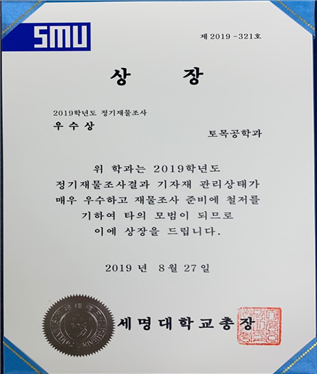 SMU
제 2019-321호
상 장
2019학년도 정기재물조사
우수상
토목공학과
위 학과는 2019학년도
정기재물조사결과 기자재 관리상태가
매우 우수하고 재물조사 준비에 철저를
기하여 타의 모범이 되므로
이에 상장을 드립니다.
2019 년 8 월 27 일
세명대학교총장